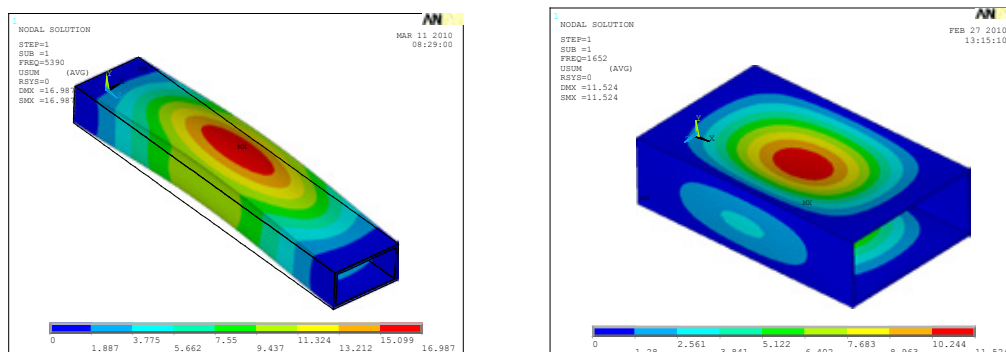 1
NODAL SOLUTION
STEP=1
SUB =1
FREQ=5390
USUM (AVG)
RSYS=0
DMX=16.987
SMX=16.987
AN
MAR 11 2010
08:29:00
MX
0
1.887
3.775
5.662
7.55
9.437
11.324
13.212
15.099
16.987
1
NODAL SOLUTION
STEP=1
SUB =1
FREQ=1652
USUM (AVG)
RSYS=0
DMX=11.524
SMX=11.524
AN
FEB 27 2010
13:15:10
Y
X
MX
0
1.28
2.561
3.841
5.122
6.402
7.683
8.963
10.244